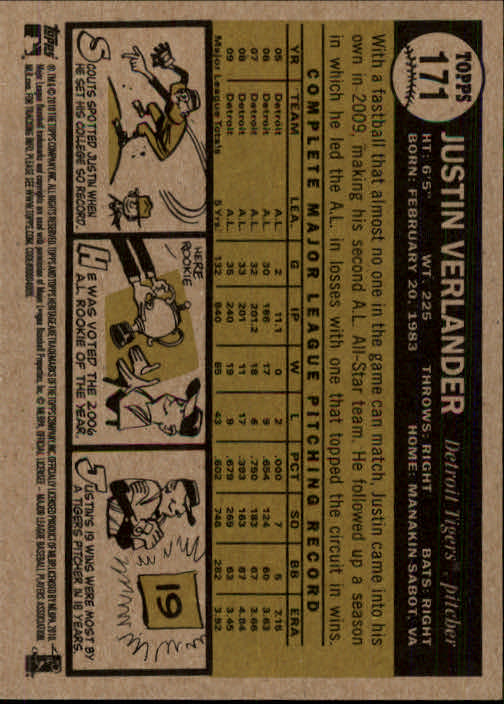 TOPPS
171
JUSTIN VERLANDER
Detroit Tigers pitcher
HT: 6'5" WT. 225 THROWS: RIGHT BATS: RIGHT
BORN: FEBRUARY 20, 1983 HOME: MANAKIN SABOT, VA
With a fastball that almost no one in the game can match, Justin came into his
own in 2009, making his second A.L. All-Star team. He followed up a season
in which he led the A.L. in losses with one that topped the circuit in wins.
COMPLETE MAJOR LEAGUE PITCHING RECORD
YR TEAM LEA. G IP W L PCT SO BB ERA
05 Detroit A.L. 2 11.1 0 2 .000 7 5 7.15
06 Detroit A.L. 30 186 17 9 .654 124 60 3.63
07 Detroit A.L. 32 201.2 18 6 .750 183 67 3.66
08 Detroit A.L. 33 201 11 17 .393 163 87 4.84
09 Detroit A.L. 35 240 19 9 .679 269 63 3.45
Major League Totals 5 Yrs. 132 840 65 43 .602 746 282 3.92
SCOUTS SPOTTED JUSTIN WHEN
HE SET HIS COLLEGE SO RECORD.
HERE
ROOKIE
HE WAS VOTED THE 2006
A.L. ROOKIE OF THE YEAR.
19
JUSTIN'S 19 WINS WERE MOST BY
A TIGERS PITCHER IN 18 YEARS.
Topps